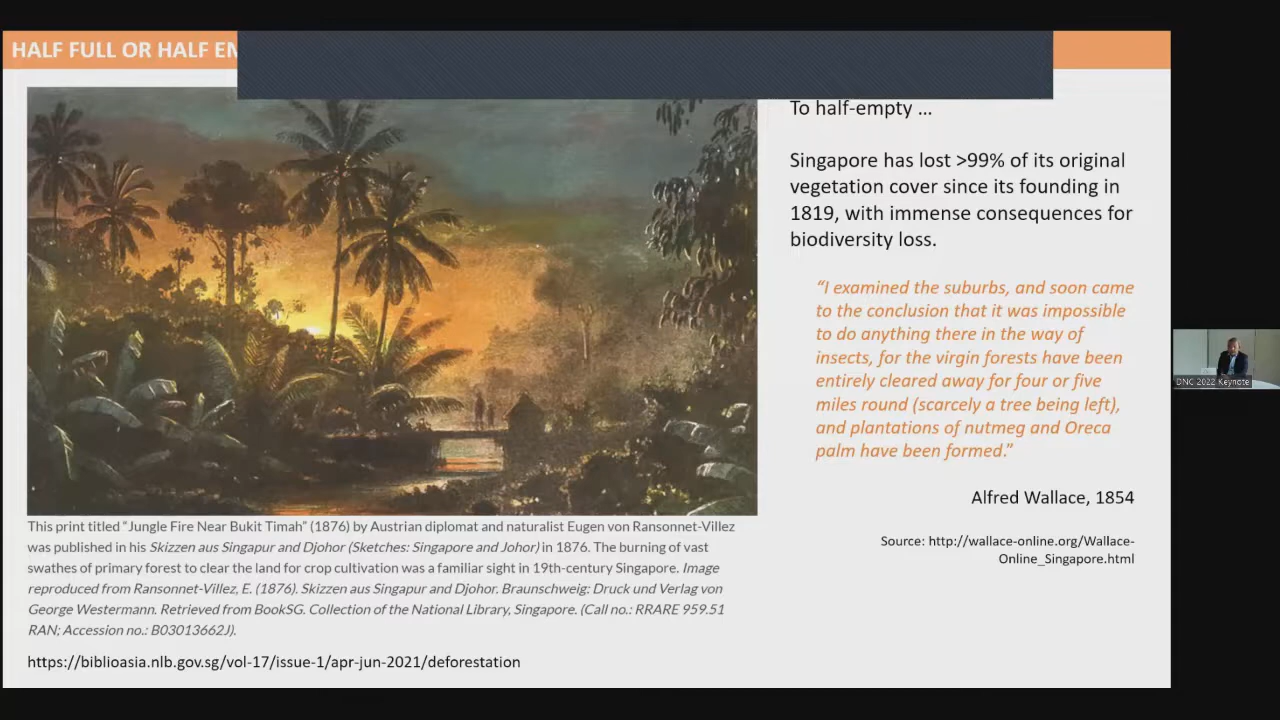 HALF FULL OR HALF
To half-empty ...
Singapore has lost >99% of its original
vegetation cover since its founding in
1819, with immense consequences for
biodiversity loss.
“I examined the suburbs, and soon came
to the conclusion that it was impossible
to do anything there in the way of
insects, for the virgin forests have been
entirely cleared away for four or five
miles round (scarcely a tree being left),
and plantations of nutmeg and Oreca
palm have been formed.”
Alfred Wallace, 1854
Source: http://wallace-online.org/Wallace-
Online_Singapore.html
This print titled “Jungle Fire Near Bukit Timah” (1876) by Austrian diplomat and naturalist Eugen von Ransonnet-Villez
was published in his Skizzen aus Singapur und Djohor (Sketches: Singapore and Johor) in 1876. The burning of vast
swathes of primary forest to clear the land for crop cultivation was a familiar sight in 19th-century Singapore. Image
reproduced from Ransonnet-Villez, E. (1876). Skizzen aus Singapur and Djohor. Braunschweig: Druck und Verlag von
George Westermann. Retrieved from BookSG. Collection of the National Library, Singapore. (Call no.: RRARE 959.51
RAN; Accession no.: B03013662J).
https://biblioasia.nlb.gov.sg/vol-17/issue-1/apr-jun-2021/deforestation
DNC 2022 Keynote